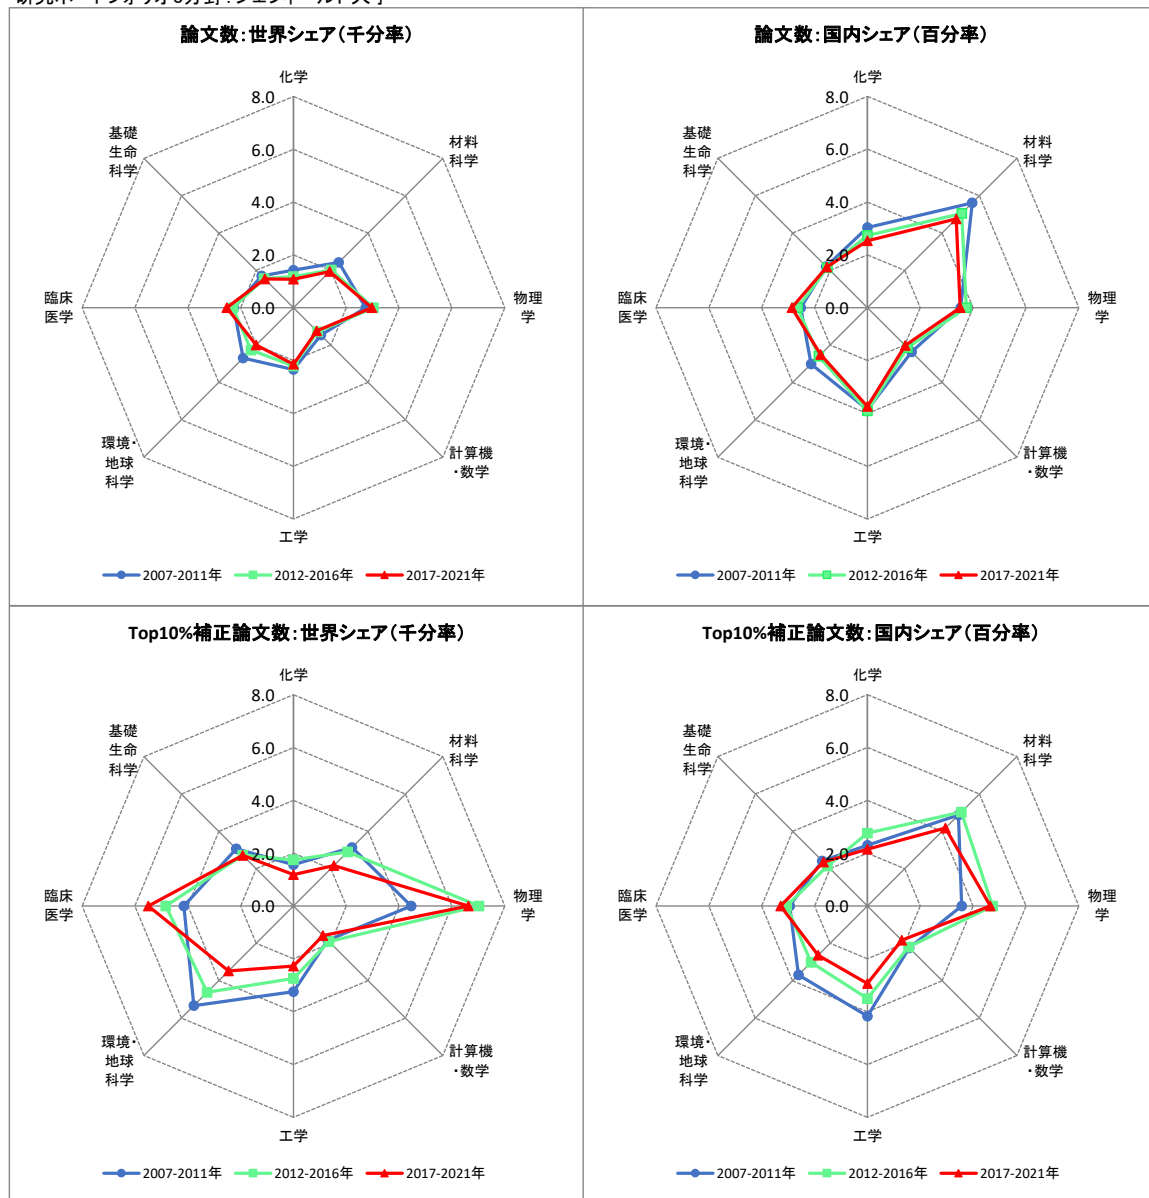 論文数：世界シェア（千分率）
化学
8.0
6.0
4.0
2.0
0.0
基礎
生命
科学
材料
科学
臨床
医学
物理
学
環境・
地球
科学
計算機
・数学
工学
2007-2011年 2012-2016年 2017-2021年
論文数：国内シェア（百分率）
化学
8.0
6.0
4.0
2.0
0.0
基礎
生命
科学
材料
科学
臨床
医学
物理
学
環境・
地球
科学
計算機
・数学
工学
2007-2011年 2012-2016年 2017-2021年
Top10%補正論文数：世界シェア（千分率）
化学
8.0
6.0
4.0
2.0
0.0
基礎
生命
科学
材料
科学
臨床
医学
物理
学
環境・
地球
科学
計算機
・数学
工学
2007-2011年 2012-2016年 2017-2021年
Top10%補正論文数：国内シェア（百分率）
化学
8.0
6.0
4.0
2.0
0.0
基礎
生命
科学
材料
科学
臨床
医学
物理
学
環境・
地球
科学
計算機
・数学
工学
2007-2011年 2012-2016年 2017-2021年